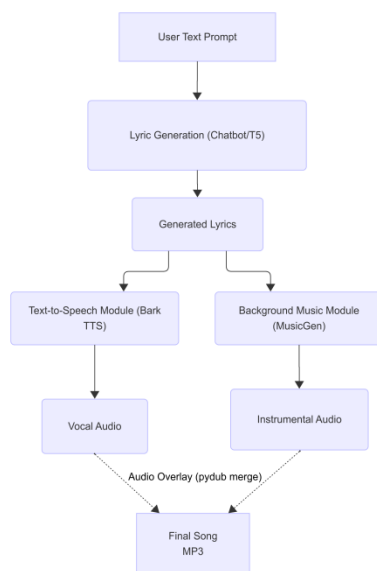 User Text Prompt
Lyric Generation (Chatbot/T5)
Generated Lyrics
Text-to-Speech Module (Bark
TTS)
Background Music Module
(MusicGen)
Vocal Audio
Instrumental Audio
Audio Overlay (pydub merge)
Final Song
MP3